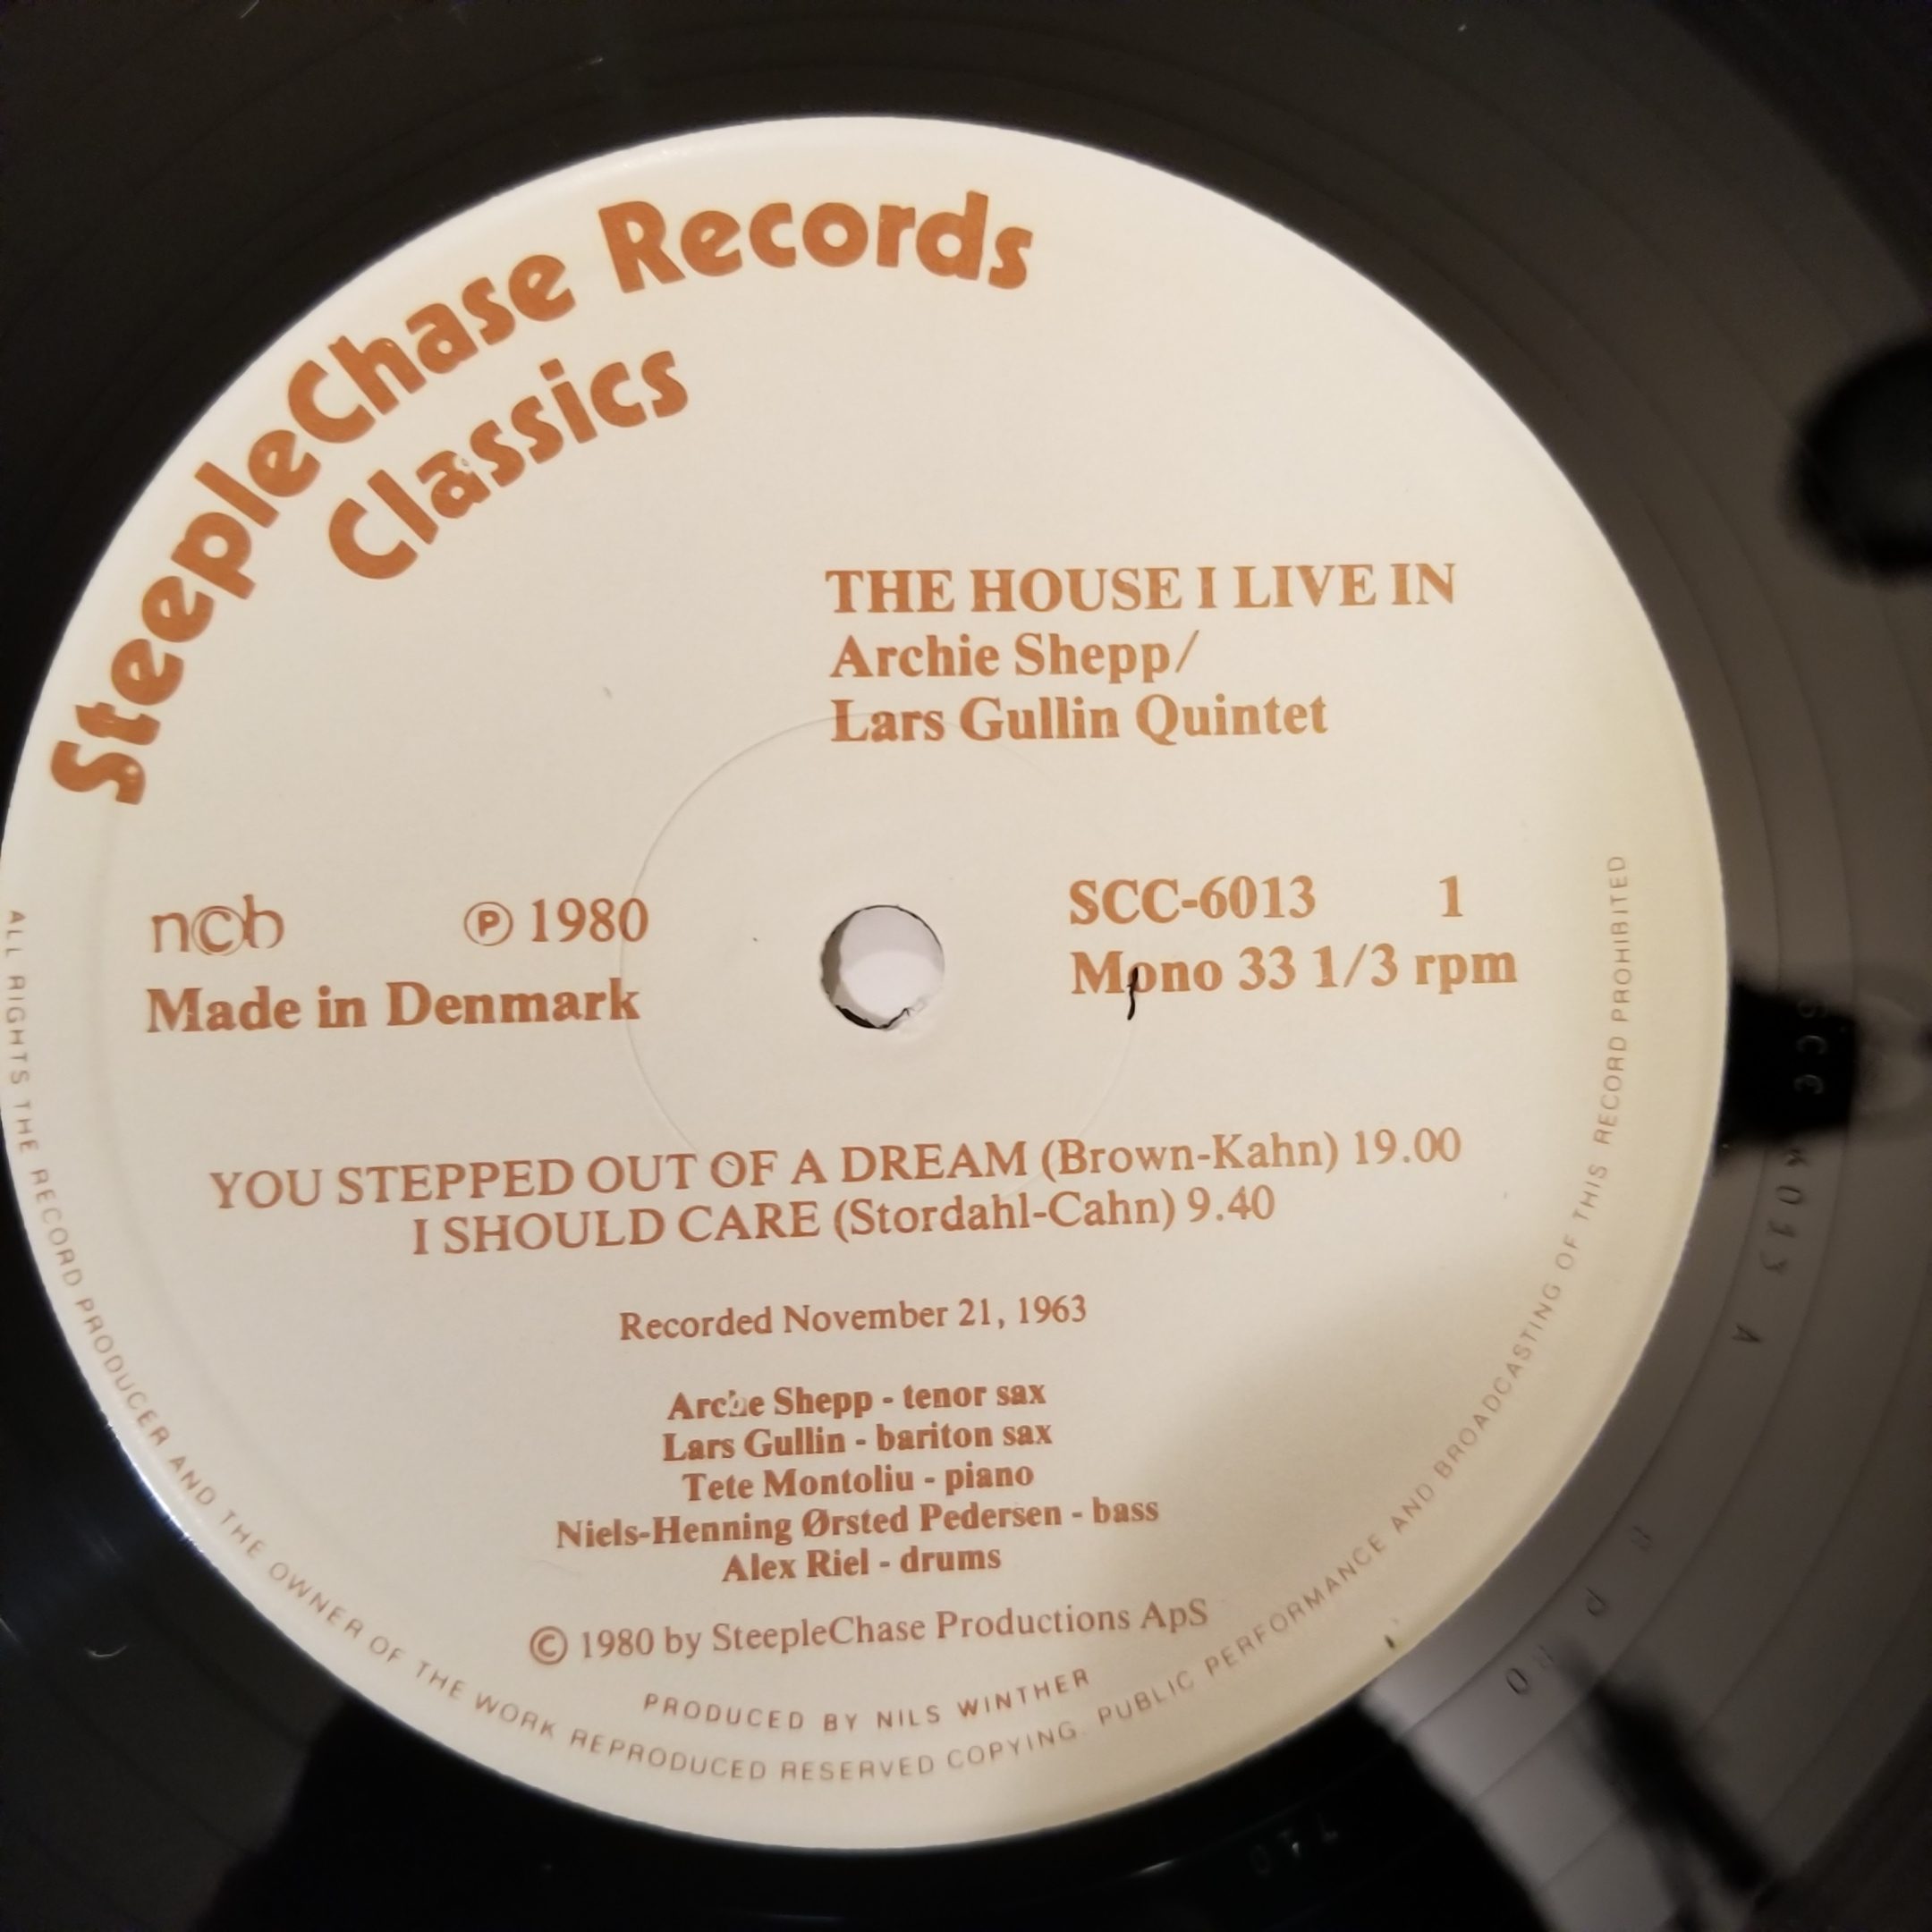 SteepleChase Records
Classics
THE HOUSE I LIVE IN
Archie Shepp/
Lars Gullin Quintet
ncb ℗ 1980
Made in Denmark
SCC-6013 1
Mono 33 1/3 rpm
YOU STEPPED OUT OF A DREAM (Brown-Kahn) 19.00
I SHOULD CARE (Stordahl-Cahn) 9.40
Recorded November 21, 1963
Archie Shepp - tenor sax
Lars Gullin - bariton sax
Tete Montoliu - piano
Niels-Henning Ørsted Pedersen - bass
Alex Riel - drums
© 1980 by SteepleChase Productions ApS
PRODUCED BY NILS WINTHER
ALL RIGHTS THE RECORD PRODUCER AND THE OWNER OF THE WORK REPRODUCED RESERVED COPYING. PUBLIC PERFORMANCE AND BROADCASTING OF THIS RECORD PROHIBITED